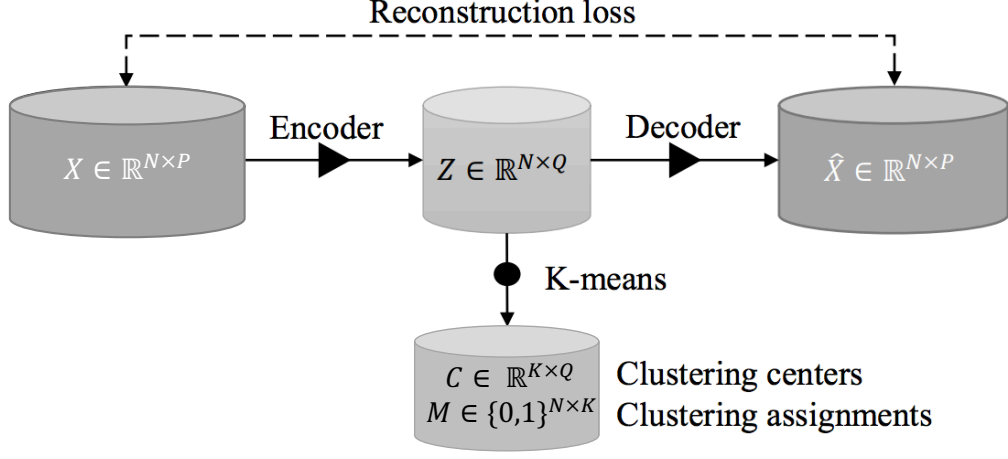 Reconstruction loss
Encoder
Decoder
X ∈ ℝ^{N×P}
Z ∈ ℝ^{N×Q}
X̂ ∈ ℝ^{N×P}
K-means
C ∈ ℝ^{K×Q}
Clustering centers
M ∈ {0,1}^{N×K}
Clustering assignments